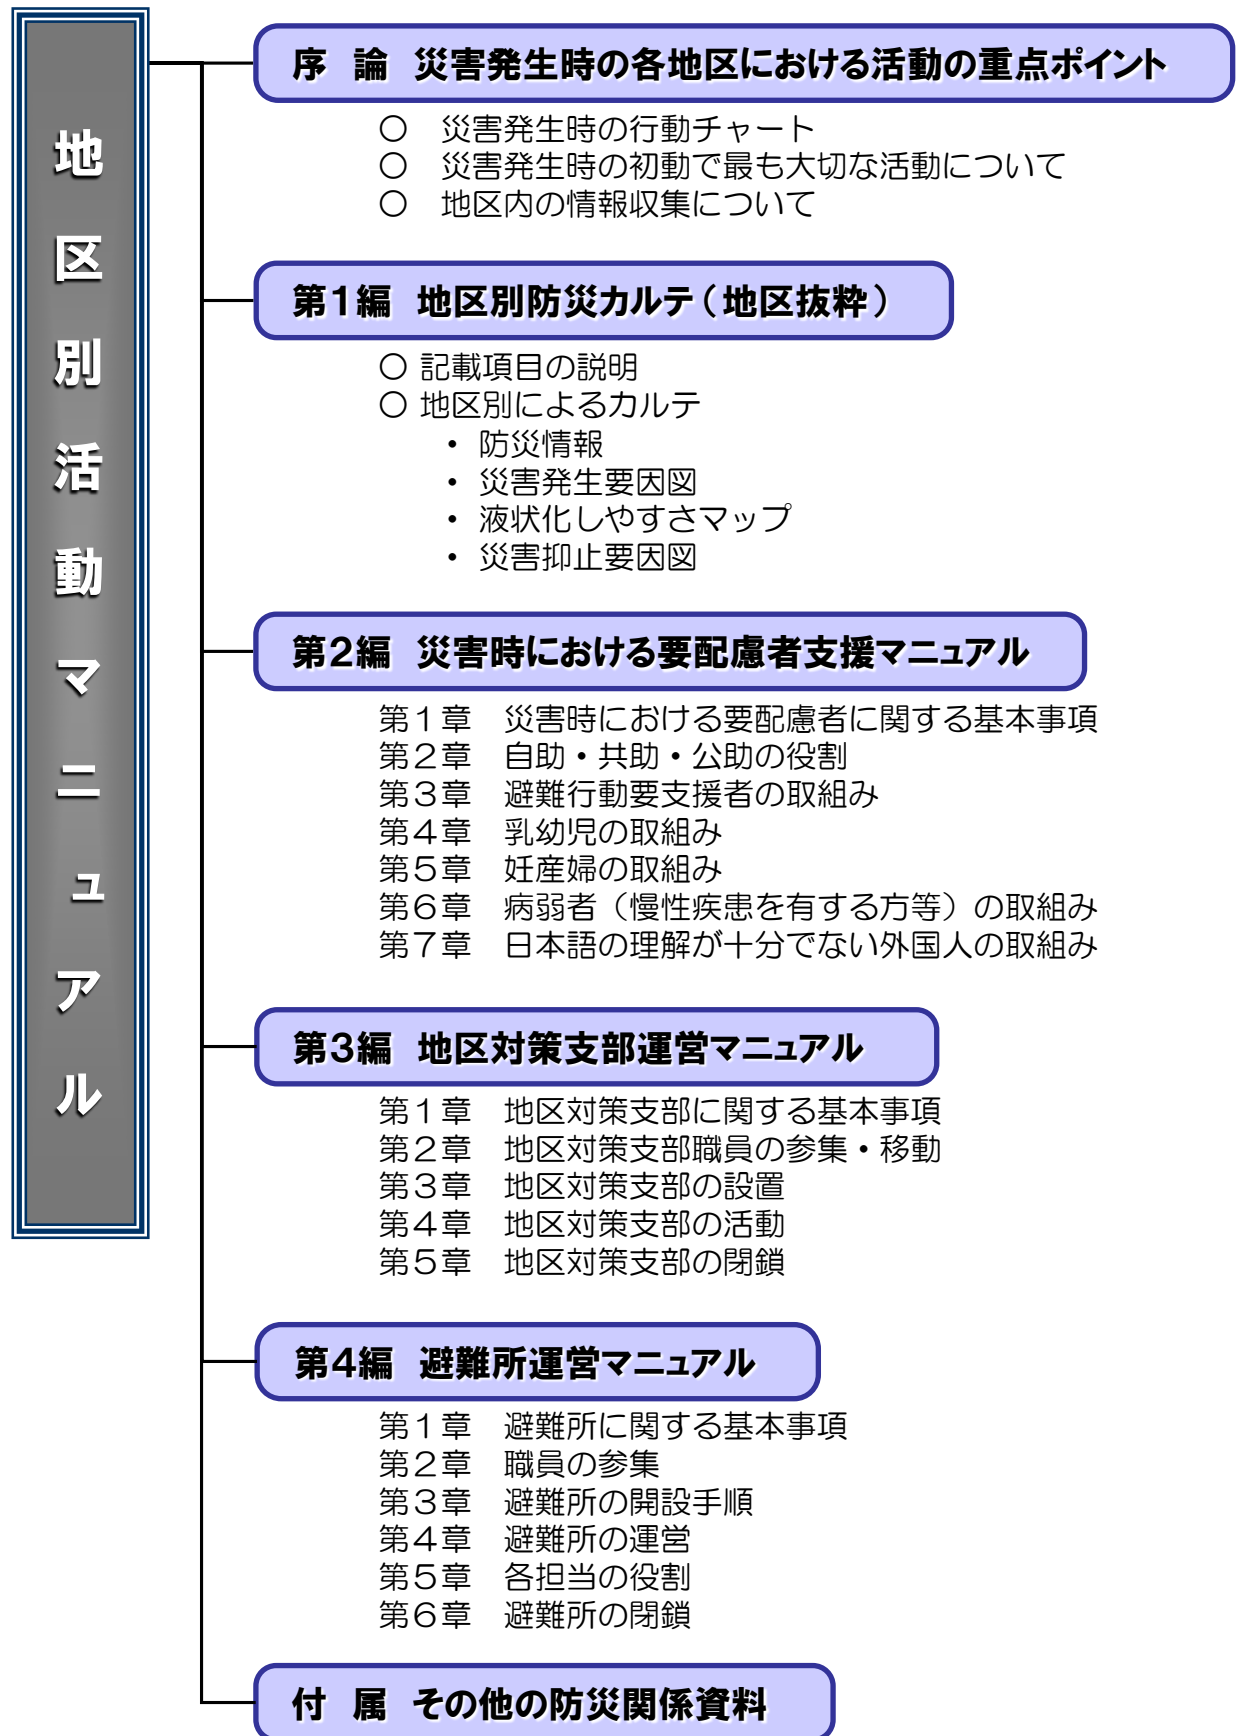 地区別活動マニュアル
序　論　災害発生時の各地区における活動の重点ポイント
〇　災害発生時の行動チャート
〇　災害発生時の初動で最も大切な活動について
〇　地区内の情報収集について
第1編　地区別防災カルテ（地区抜粋）
〇 記載項目の説明
〇 地区別によるカルテ
・ 防災情報
・ 災害発生要因図
・ 液状化しやすさマップ
・ 災害抑止要因図
第2編　災害時における要配慮者支援マニュアル
第１章　災害時における要配慮者に関する基本事項
第２章　自助・共助・公助の役割
第３章　避難行動要支援者の取組み
第４章　乳幼児の取組み
第５章　妊産婦の取組み
第６章　病弱者（慢性疾患を有する方等）の取組み
第７章　日本語の理解が十分でない外国人の取組み
第3編　地区対策支部運営マニュアル
第１章　地区対策支部に関する基本事項
第２章　地区対策支部職員の参集・移動
第３章　地区対策支部の設置
第４章　地区対策支部の活動
第５章　地区対策支部の閉鎖
第4編　避難所運営マニュアル
第１章　避難所に関する基本事項
第２章　職員の参集
第３章　避難所の開設手順
第４章　避難所の運営
第５章　各担当の役割
第６章　避難所の閉鎖
付　属　その他の防災関係資料